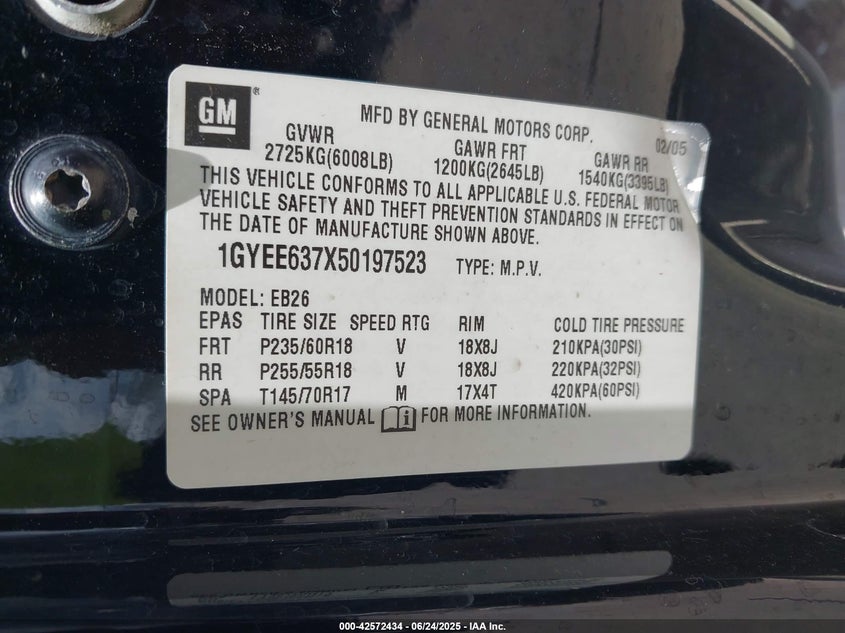 GM ®
MFD BY GENERAL MOTORS CORP. 02/05
GVWR GAWR FRT GAWR RR
2725KG(6008LB) 1200KG(2645LB) 1540KG(3395LB)
THIS VEHICLE CONFORMS TO ALL APPLICABLE U.S. FEDERAL MOTOR
VEHICLE SAFETY AND THEFT PREVENTION STANDARDS IN EFFECT ON
THE DATE OF MANUFACTURE SHOWN ABOVE.
1GYEE637X50197523 TYPE: M.P.V.
MODEL: EB26
EPAS TIRE SIZE SPEED RTG RIM COLD TIRE PRESSURE
FRT P235/60R18 V 18X8J 210KPA(30PSI)
RR P255/55R18 V 18X8J 220KPA(32PSI)
SPA T145/70R17 M 17X4T 420KPA(60PSI)
SEE OWNER'S MANUAL FOR MORE INFORMATION.
000-42572434 / 06/24/2025 - IAA Inc.